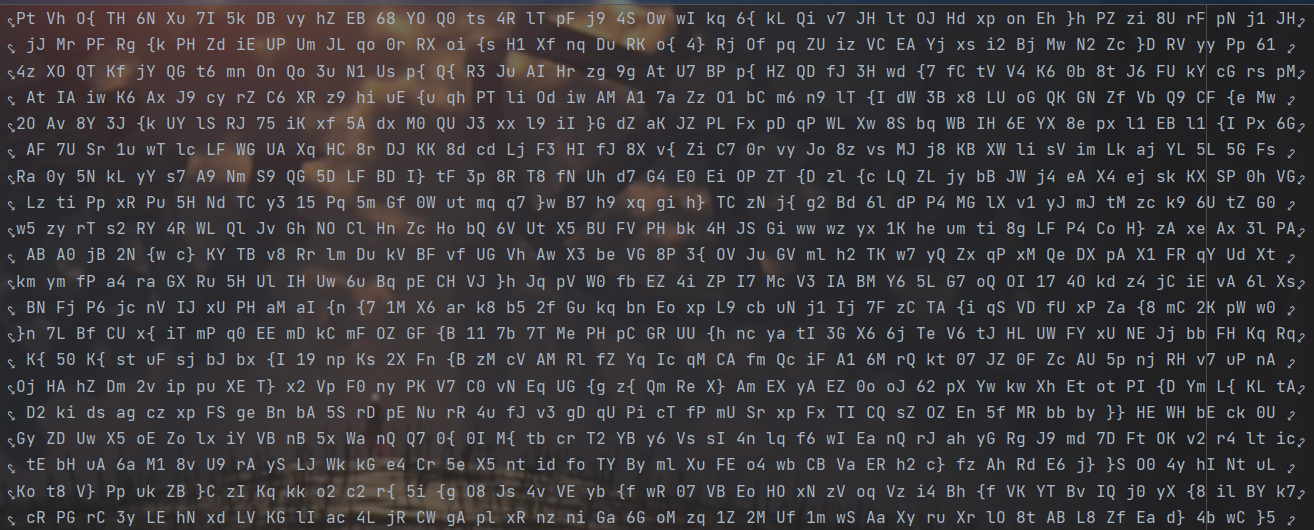 Pt Vh O{ TH 6N Xu 7I 5k DB vy hZ EB 68 YO Q0 ts 4R lT pF j9 4S Ow wI kq 6{ kL Qi v7 JH lt OJ Hd xp on Eh }h PZ zi 8U rF pN j1 JH
jJ Mr PF Rg {k PH Zd iE UP Um JL qo 0r RX oi {s H1 Xf nq Du RK o{ 4} Rj Of pq ZU iz VC EA Yj xs i2 Bj Mw N2 Zc }D RV yy Pp 61
4z XO QT Kf jY QG t6 mn On Qo 3u N1 Us p{ Q{ R3 Ju AI Hr zg 9g At U7 BP p{ HZ QD fJ 3H wd {7 fC tV V4 K6 0b 8t J6 FU kY cG rs pM
At IA iw K6 Ax J9 cy rZ C6 XR z9 hi uE {u qh PT li Od iw AM A1 7a Zz O1 bC m6 n9 lT {I dW 3B x8 LU oG QK GN Zf Vb Q9 CF {e Mw
2O Av 8Y 3J {k UY lS RJ 75 iK xf 5A dx M0 QU J3 xx l9 iI }G dZ aK JZ PL Fx pD qP WL Xw 8S bq WB IH 6E YX 8e px l1 EB l1 {I Px 6G
AF 7U Sr 1u wT lc LF WG UA Xq HC 8r DJ KK 8d cd Lj F3 HI fJ 8X v{ Zi C7 0r vy Jo 8z vs MJ j8 KB XW li sV im Lk aj YL 5L 5G Fs
Ra 0y 5N kL yY s7 A9 Nm S9 QG 5D LF BD I} tF 3p 8R T8 fN Uh d7 G4 E0 Ei OP ZT {D zl {c LQ ZL jy bB JW j4 eA X4 ej sk KX SP 0h VG
Lz ti Pp xR Pu 5H Nd TC y3 15 Pq 5m Gf 0W ut mq q7 }w B7 h9 xq gi h} TC zN j{ g2 Bd 6l dP P4 MG lX v1 yJ mJ tM zc k9 6U tZ G0
w5 zy rT s2 RY 4R WL Ql Jv Gh NO Cl Hn Zc Ho bQ 6V Ut X5 BU FV PH bk 4H JS Gi ww wz yx 1K he um ti 8g LF P4 Co H} zA xe Ax 3l PA
AB A0 jB 2N {w c} KY TB v8 Rr lm Du kV BF vf UG Vh Aw X3 be VG 8P 3{ OV Ju GV ml h2 TK w7 yQ Zx qP xM Qe DX pA X1 FR qY Ud Xt
km ym fP a4 ra GX Ru 5H Ul IH Uw 6u Bq pE CH VJ }h Jq pV W0 fb EZ 4i ZP I7 Mc V3 IA BM Y6 5L G7 oQ OI 17 4O kd z4 jC iE vA 6l Xs
BN Fj P6 jc nV IJ xU PH aM aI {n {7 1M X6 ar k8 b5 2f Gu kq bn Eo xp L9 cb uN j1 Ij 7F zC TA {i qS VD fU xP Za {8 mC 2K pW w0
}n 7L Bf CU x{ iT mP q0 EE mD kC mF OZ GF {B 11 7b 7T Me PH pC GR UU {h nc ya tI 3G X6 6j Te V6 tJ HL UW FY xU NE Jj bb FH Kq Rq
K{ 50 K{ st uF sj bJ bx {I 19 np Ks 2X Fn {B zM cV AM Rl fZ Yq Ic qM CA fm Qc iF A1 6M rQ kt 07 JZ 0F Zc AU 5p nj RH v7 uP nA
Oj HA hZ Dm 2v ip pu XE T} x2 Vp F0 ny PK V7 C0 vN Eq UG {g z{ Qm Re X} Am EX yA EZ 0o oJ 62 pX Yw kw Xh Et ot PI {D Ym L{ KL tA
D2 ki ds ag cz xp FS ge Bn bA 5S rD pE Nu rR 4u fJ v3 gD qU Pi cT fP mU Sr xp Fx TI CQ sZ OZ En 5f MR bb by }} HE WH bE ck 0U
Gy ZD Uw X5 oE Zo lx iY VB nB 5x Wa nQ Q7 0{ 0I M{ tb cr T2 YB y6 Vs sI 4n lq f6 wI Ea nQ rJ ah yG Rg J9 md 7D Ft OK v2 r4 lt ic
tE bH uA 6a M1 8v U9 rA yS LJ Wk kG e4 Cr 5e X5 nt id fo TY By ml Xu FE o4 wb CB Va ER h2 c} fz Ah Rd E6 j} }S O0 4y hI Nt uL
Ko t8 V} Pp uk ZB }C zI Kq kk o2 c2 r{ 5i {g O8 Js 4v VE yb {f wR 07 VB Eo HO xN zV oq Vz i4 Bh {f VK YT Bv IQ j0 yX {8 il BY k7
cR PG rC 3y LE hN xd LV KG lI ac 4L jR CW gA pl xR nz ni Ga 6G oM zq 1Z 2M Uf 1m wS Aa Xy ru Xr lO 8t AB L8 Zf Ea d} 4b wC }5